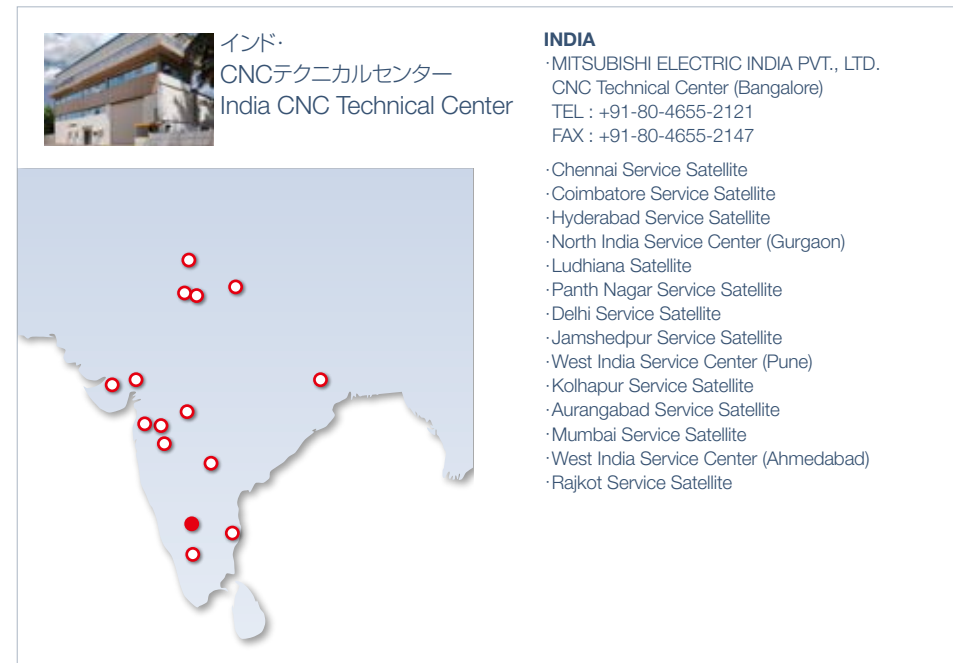 インド・
CNCテクニカルセンター
India CNC Technical Center
INDIA
·MITSUBISHI ELECTRIC INDIA PVT., LTD.
CNC Technical Center (Bangalore)
TEL : +91-80-4655-2121
FAX : +91-80-4655-2147
·Chennai Service Satellite
·Coimbatore Service Satellite
·Hyderabad Service Satellite
·North India Service Center (Gurgaon)
·Ludhiana Satellite
·Panth Nagar Service Satellite
·Delhi Service Satellite
·Jamshedpur Service Satellite
·West India Service Center (Pune)
·Kolhapur Service Satellite
·Aurangabad Service Satellite
·Mumbai Service Satellite
·West India Service Center (Ahmedabad)
·Rajkot Service Satellite